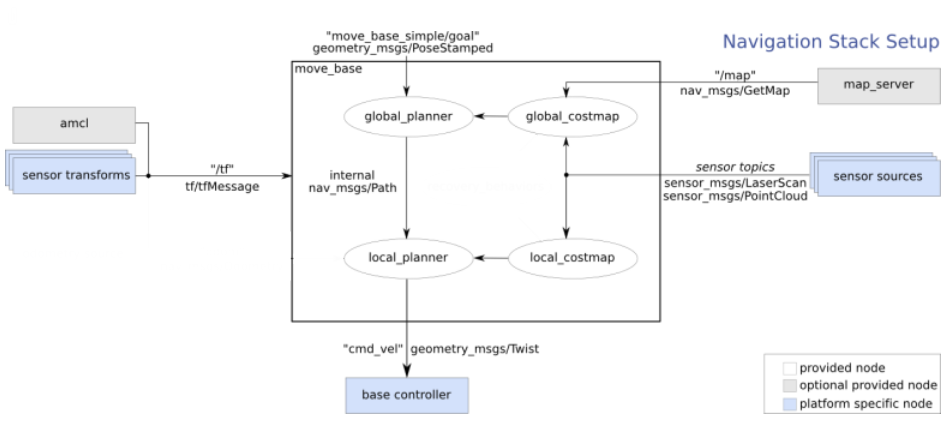 "move_base_simple/goal"
geometry_msgs/PoseStamped
Navigation Stack Setup
move_base
"/map"
nav_msgs/GetMap
map_server
global_planner
global_costmap
amcl
sensor transforms
"/tf"
tf/tfMessage
internal
nav_msgs/Path
sensor topics
sensor_msgs/LaserScan
sensor_msgs/PointCloud
sensor sources
local_planner
local_costmap
"cmd_vel" geometry_msgs/Twist
base controller
provided node
optional provided node
platform specific node